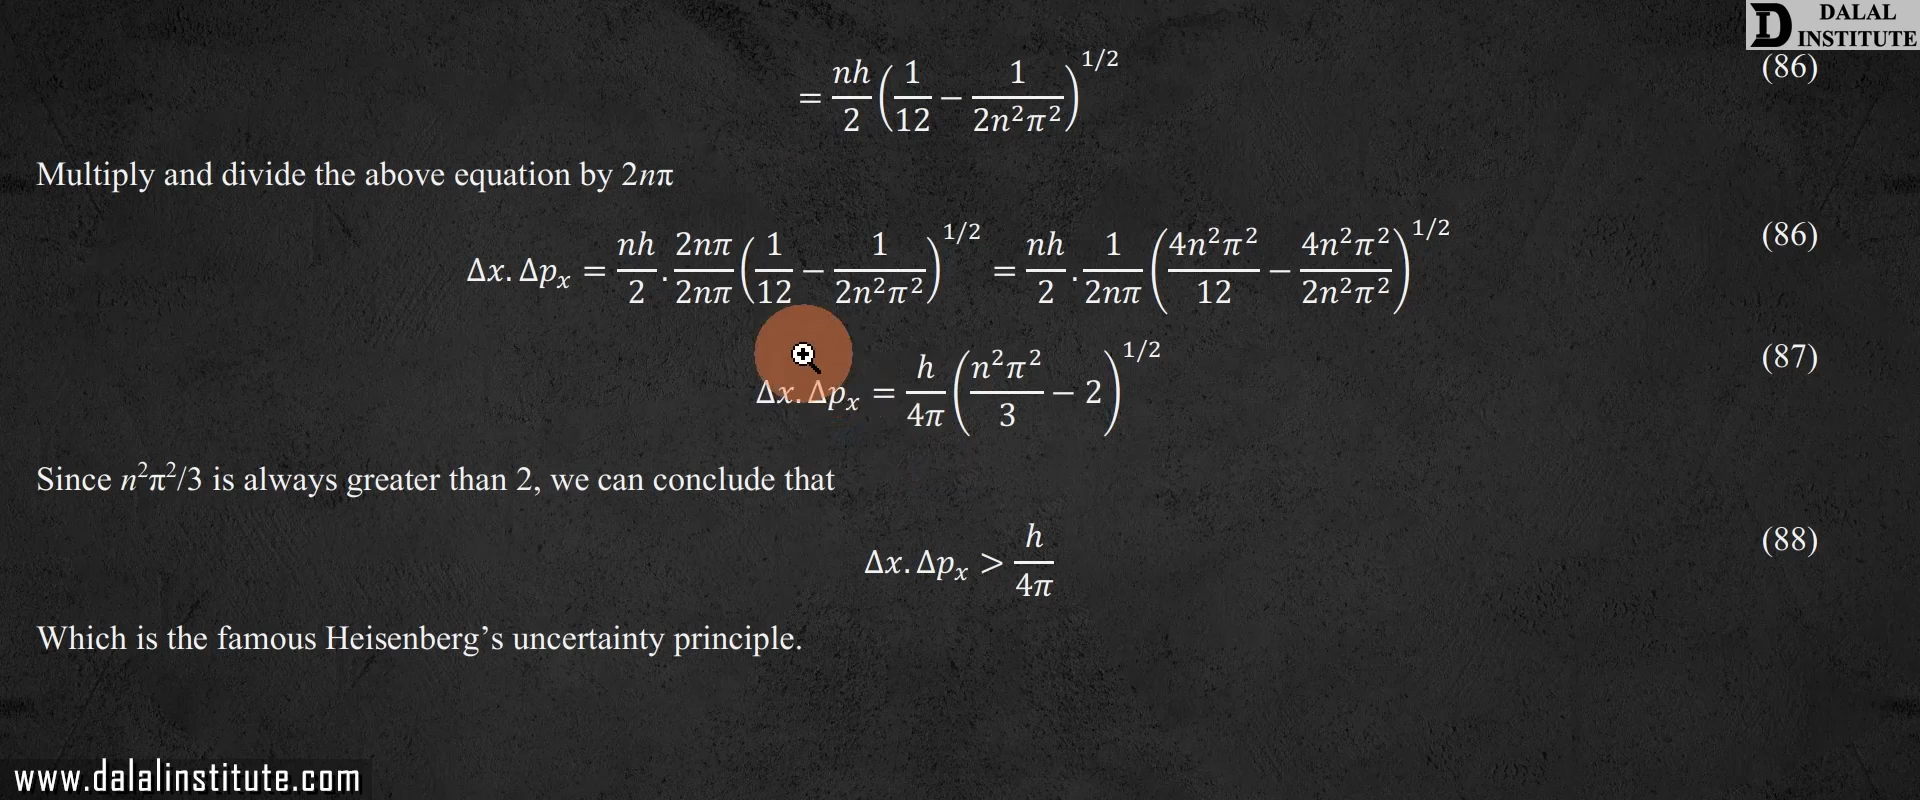 DALAL
INSTITUTE
= nh/2 (1/12 − 1/2n²π²)^1/2 (86)
Multiply and divide the above equation by 2nπ
Δx. Δpₓ = nh/2 . 2nπ/2nπ (1/12 − 1/2n²π²)^1/2 = nh/2 . 1/2nπ (4n²π²/12 − 4n²π²/2n²π²)^1/2 (86)
Δx. Δpₓ = h/4π (n²π²/3 − 2)^1/2 (87)
Since n²π²/3 is always greater than 2, we can conclude that
Δx. Δpₓ > h/4π (88)
Which is the famous Heisenberg’s uncertainty principle.
www.dalalinstitute.com